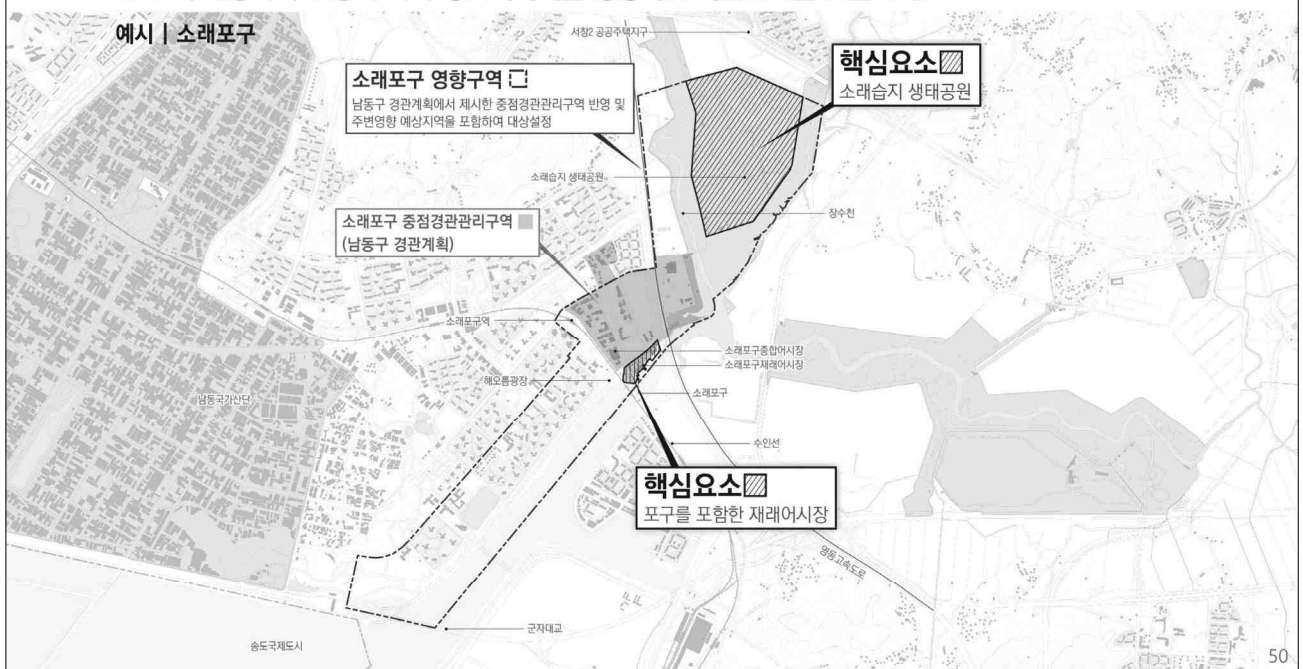 예시 | 소래포구
서창2 공공주택지구
소래포구 영향구역
남동구 경관계획에서 제시한 중점경관관리구역 반영 및
주변영향 예상지역을 포함하여 대상설정
핵심요소
소래습지 생태공원
소래습지 생태공원
장수천
소래포구 중점경관관리구역
(남동구 경관계획)
소래포구역
소래포구종합어시장
소래포구재래어시장
해오름광장
소래포구
남동국가산단
수인선
핵심요소
포구를 포함한 재래어시장
영동고속도로
군자대교
송도국제도시
50